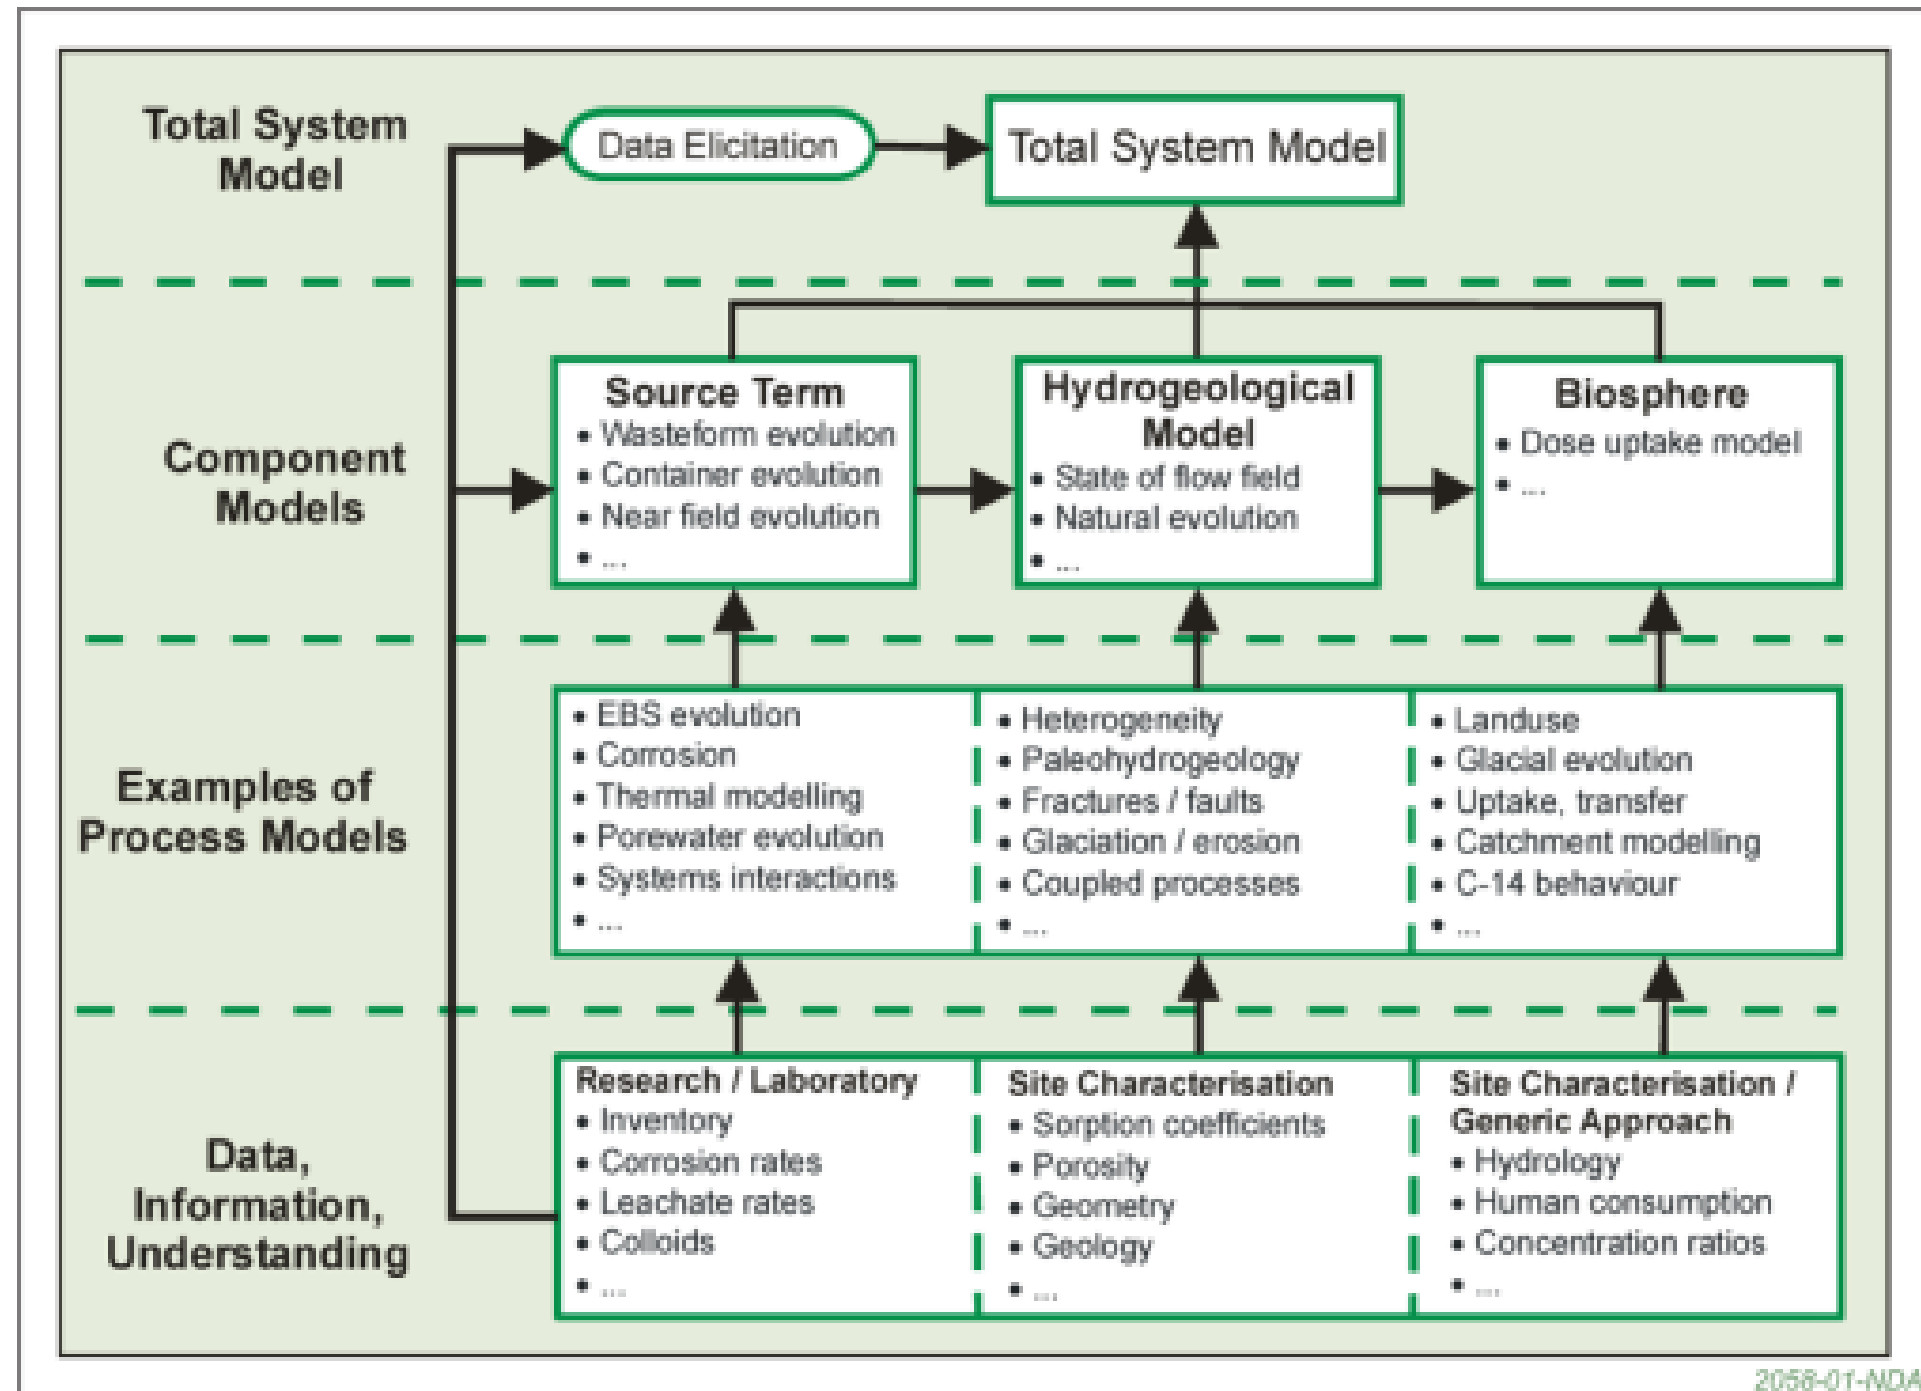 Total System
Model
Data Elicitation
Total System Model
Component
Models
Source Term
• Wasteform evolution
• Container evolution
• Near field evolution
• ...
Hydrogeological
Model
• State of flow field
• Natural evolution
• ...
Biosphere
• Dose uptake model
• ...
Examples of
Process Models
• EBS evolution
• Corrosion
• Thermal modelling
• Porewater evolution
• Systems interactions
• ...
• Heterogeneity
• Paleohydrogeology
• Fractures / faults
• Glaciation / erosion
• Coupled processes
• ...
• Landuse
• Glacial evolution
• Uptake, transfer
• Catchment modelling
• C-14 behaviour
• ...
Data,
Information,
Understanding
Research / Laboratory
• Inventory
• Corrosion rates
• Leachate rates
• Colloids
• ...
Site Characterisation
• Sorption coefficients
• Porosity
• Geometry
• Geology
• ...
Site Characterisation /
Generic Approach
• Hydrology
• Human consumption
• Concentration ratios
• ...
2058-01-NDA